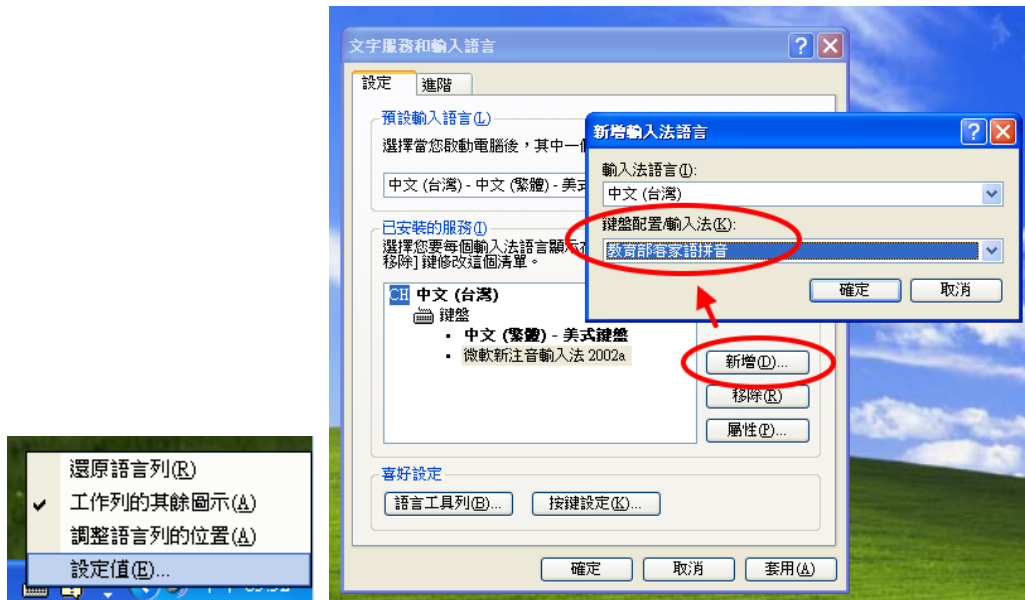 還原語言列(R)
工作列的其餘圖示(A)
調整語言列的位置(A)
設定值(E)...
文字服務和輸入語言
設定
進階
預設輸入語言(L)
選擇當您啟動電腦後，其中一
中文 (台灣) - 中文 (繁體) - 美式
已安裝的服務(I)
選擇您要每個輸入法語言顯示在
移除] 鍵修改這個清單。
CH 中文 (台灣)
鍵盤
中文 (繁體) - 美式鍵盤
微軟新注音輸入法 2002a
新增(D)...
移除(R)
屬性(P)...
喜好設定
語言工具列(B)...
按鍵設定(K)...
確定
取消
套用(A)
新增輸入法語言
輸入法語言(I):
中文 (台灣)
鍵盤配置/輸入法(K):
教育部客家語拼音
確定
取消